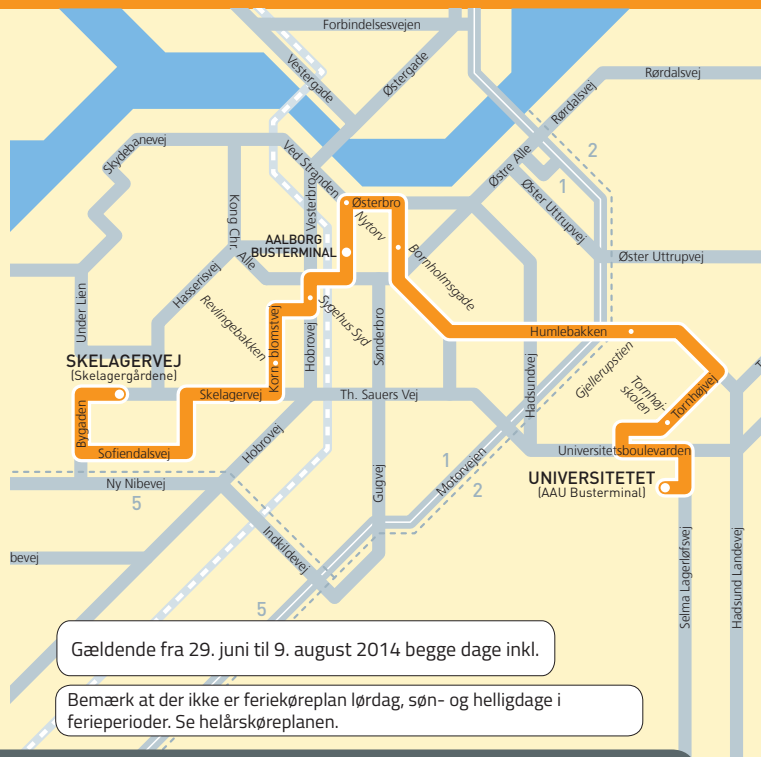 Forbindelsesvejen
Vestergade
Østergade
Rørdalsvej
Rørdalsvej
Skydebanevej
Ved Stranden
Østre Alle
2
1
Øster Uttrupvej
Kong Chr.
Alle
Vesterbro
Østerbro
Nytorv
AALBORG
BUSTERMINAL
Bornholmsgade
Øster Uttrupvej
Hasserisvej
Under Lien
Revlingebakken
Korn blomstvej
Hobrovej
Sygehus Syd
Sønderbro
Humlebakken
Gjellerupstien
Hadsundvej
Tornhøj-
skolen
Tornhøjvej
SKELAGERVEJ
(Skelagergårdene)
Skelagervej
Th. Sauers Vej
Bygaden
Sofiendalsvej
Hobrovej
Universitetsboulevarden
Ny Nibevej
5
Gugvej
Motorvejen
1
2
UNIVERSITETET
(AAU Busterminal)
Indkildevej
bevej
5
Selma Lagerløfsvej
Hadsund Landevej
Gældende fra 29. juni til 9. august 2014 begge dage inkl.
Bemærk at der ikke er feriekøreplan lørdag, søn- og helligdage i
ferieperioder. Se helårskøreplanen.